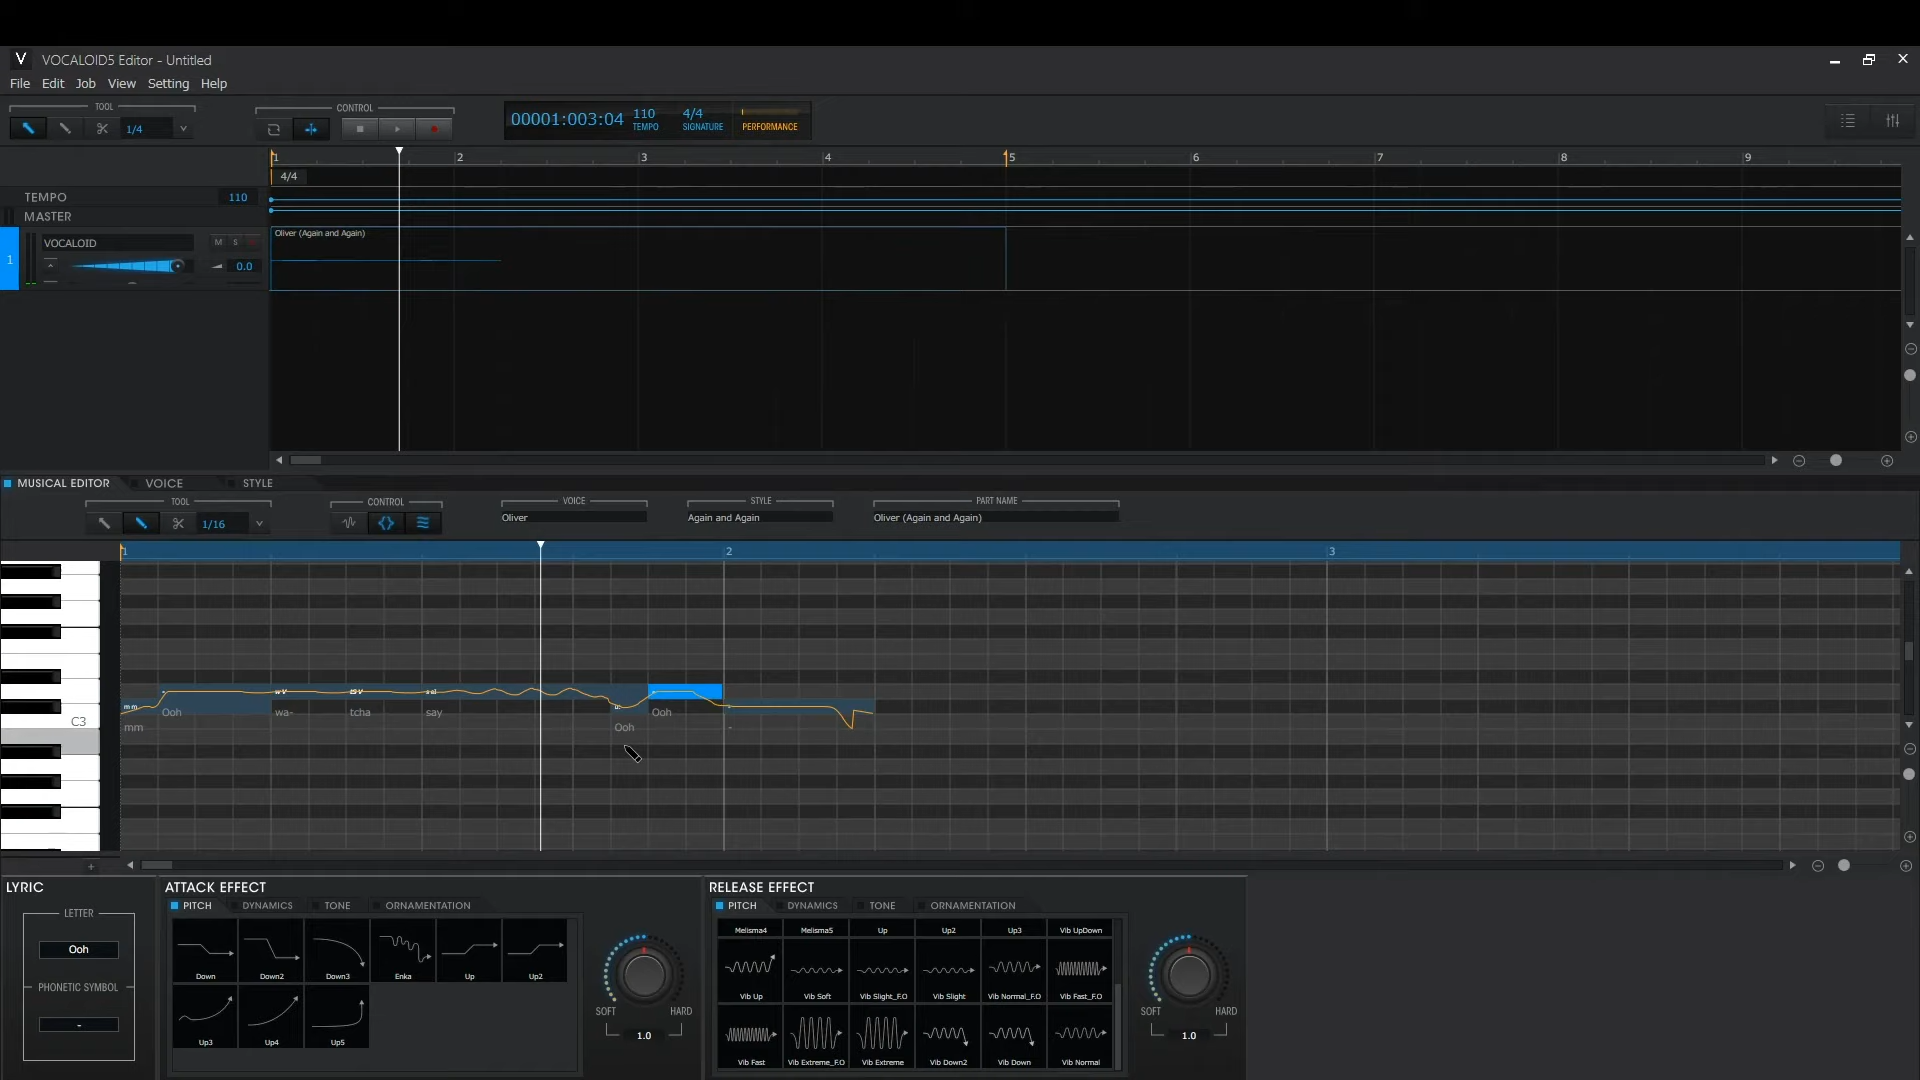 VOCALOID5 Editor - Untitled
File Edit Job View Setting Help
TOOL CONTROL
1/4
00001:003:04 110 4/4
TEMPO SIGNATURE PERFORMANCE
1 2 3 4 5 6 7 8 9
4/4
TEMPO 110
MASTER
Oliver (Again and Again)
VOCALOID M S
1
0.0
MUSICAL EDITOR VOICE STYLE
TOOL CONTROL VOICE STYLE PART NAME
1/16 Oliver Again and Again Oliver (Again and Again)
1 2 3
m m
C3
Ooh wa- tcha say Ooh
mm Ooh -
LYRIC ATTACK EFFECT RELEASE EFFECT
PITCH DYNAMICS TONE ORNAMENTATION PITCH DYNAMICS TONE ORNAMENTATION
LETTER
Ooh
PHONETIC SYMBOL
-
Down Down2 Down3 Enka Up Up2
Up3 Up4 Up5
SOFT HARD
1.0
Melisma4 Melisma5 Up Up2 Up3 Vib UpDown
Vib Up Vib Soft Vib Slight_F.O Vib Slight Vib Normal_F.O Vib Fast_F.O
Vib Fast Vib Extreme_F.O Vib Extreme Vib Down2 Vib Down Vib Normal
SOFT HARD
1.0